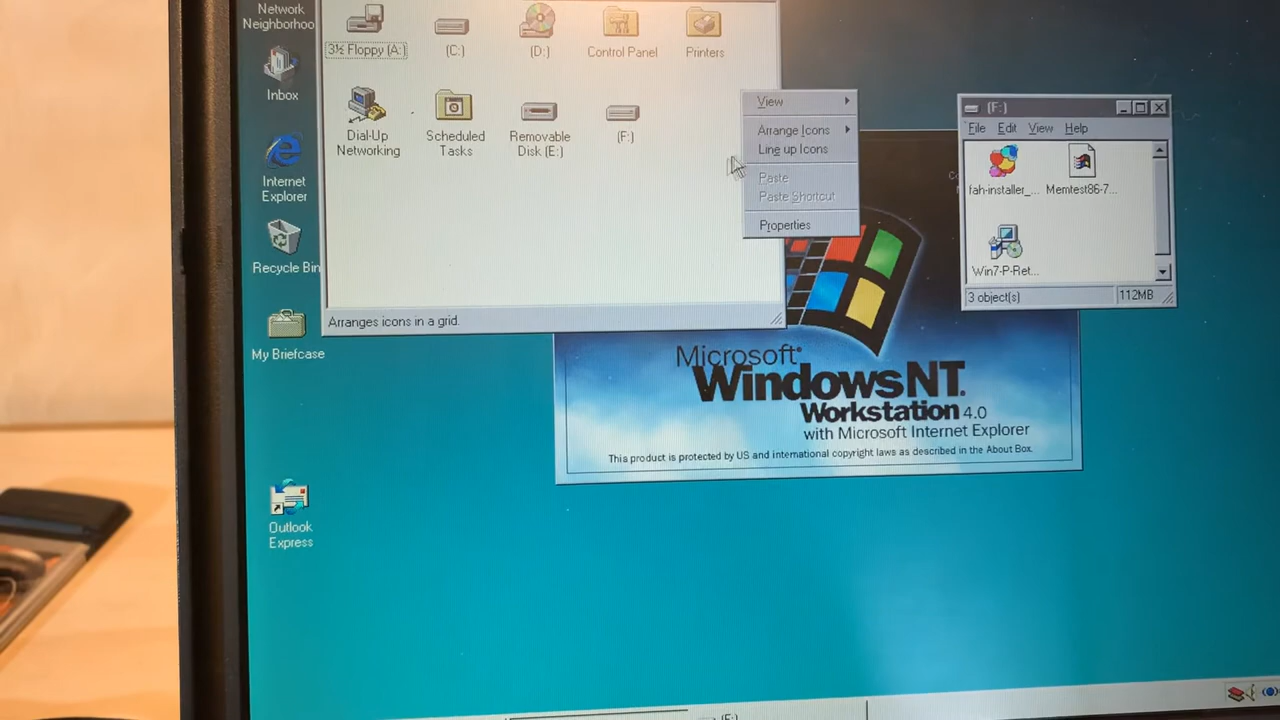 Network
Neighborhoo
Inbox
Internet
Explorer
Recycle Bin
My Briefcase
Outlook
Express
3½ Floppy (A:)
(C:)
(D:)
Control Panel
Printers
Dial-Up
Networking
Scheduled
Tasks
Removable
Disk (E:)
(F:)
Arranges icons in a grid.
View
Arrange Icons
Line up Icons
Paste
Paste Shortcut
Properties
(F:)
File Edit View Help
fah-installer_...
Memtest86-7...
Win7-P-Ret...
3 object(s)
112MB
Microsoft®
Windows NT.
Workstation 4.0
with Microsoft Internet Explorer
This product is protected by US and international copyright laws as described in the About Box.
(F:)